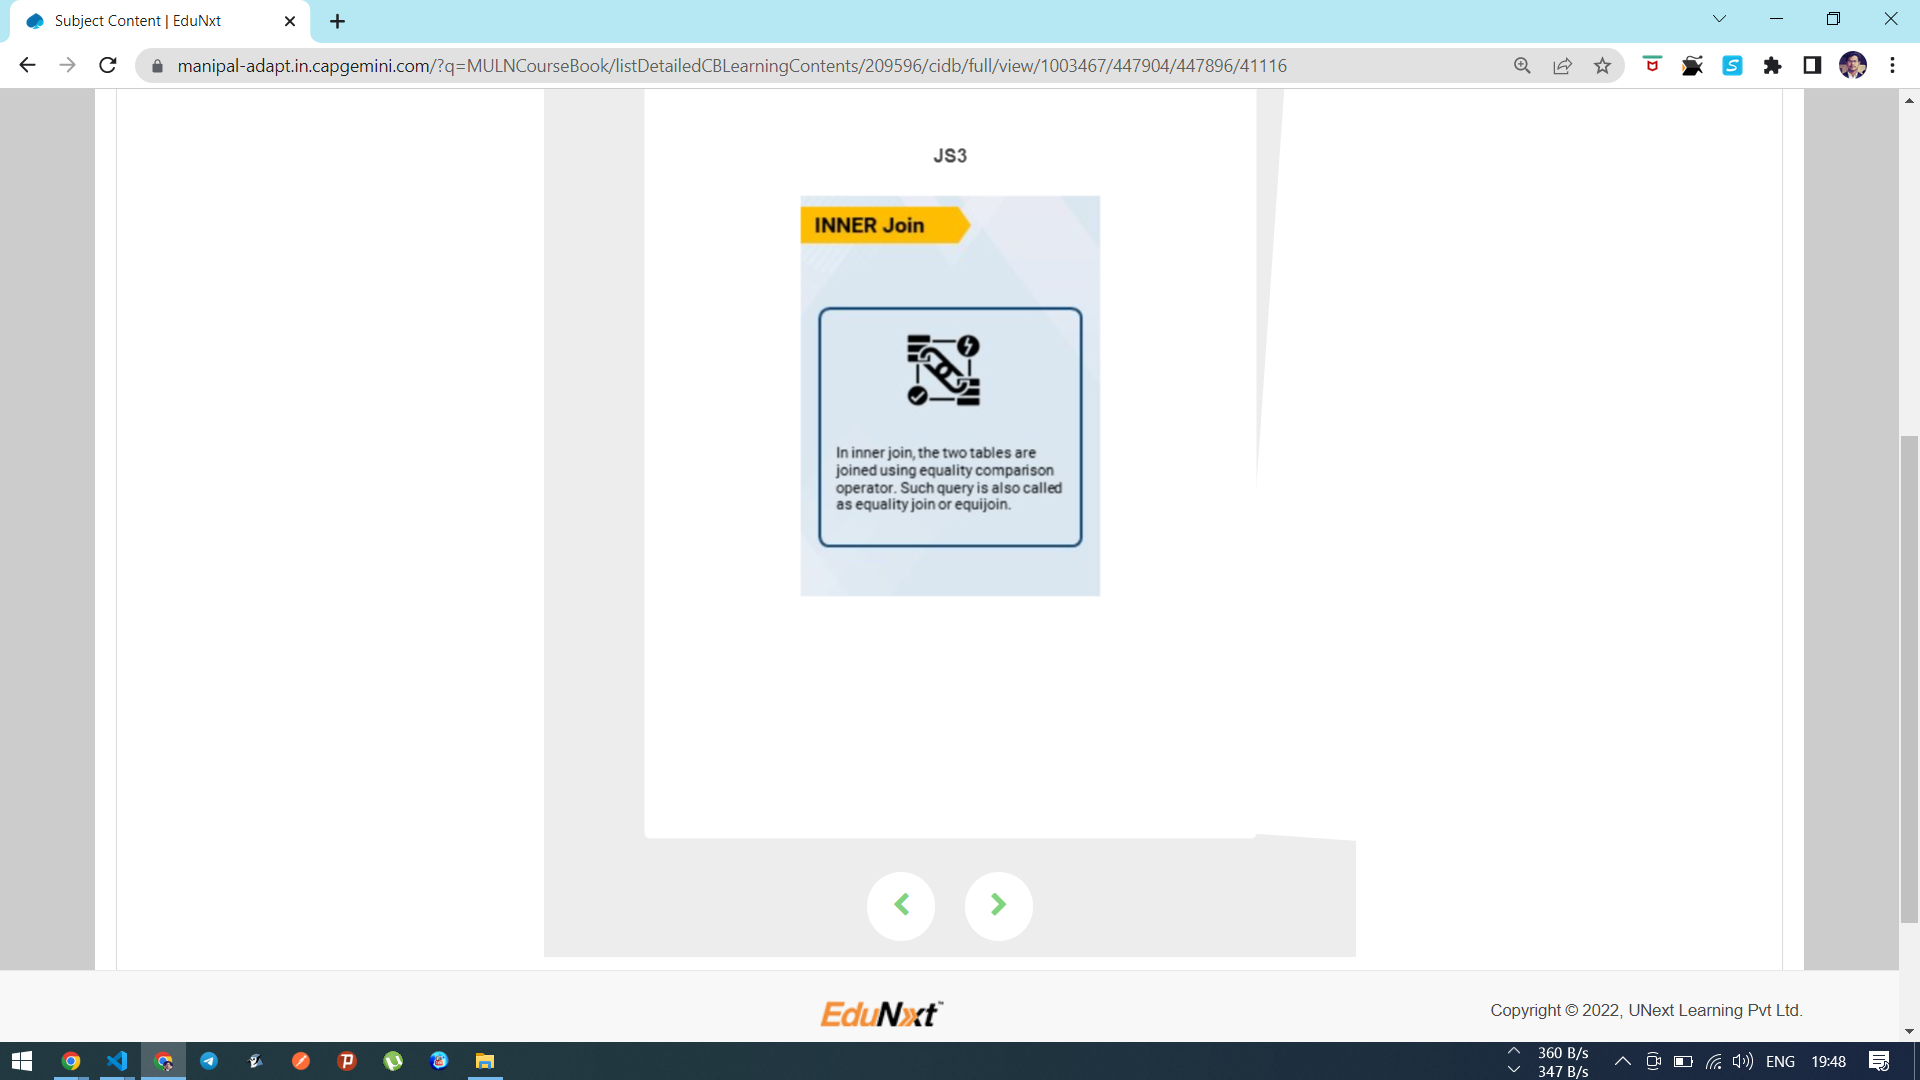 Subject Content | EduNxt
manipal-adapt.in.capgemini.com/?q=MULNCourseBook/listDetailedCBLearningContents/209596/cidb/full/view/1003467/447904/447896/41116
JS3
INNER Join
In inner join, the two tables are
joined using equality comparison
operator. Such query is also called
as equality join or equijoin.
EduNxt™
Copyright © 2022, UNext Learning Pvt Ltd.
360 B/s
347 B/s
ENG
19:48